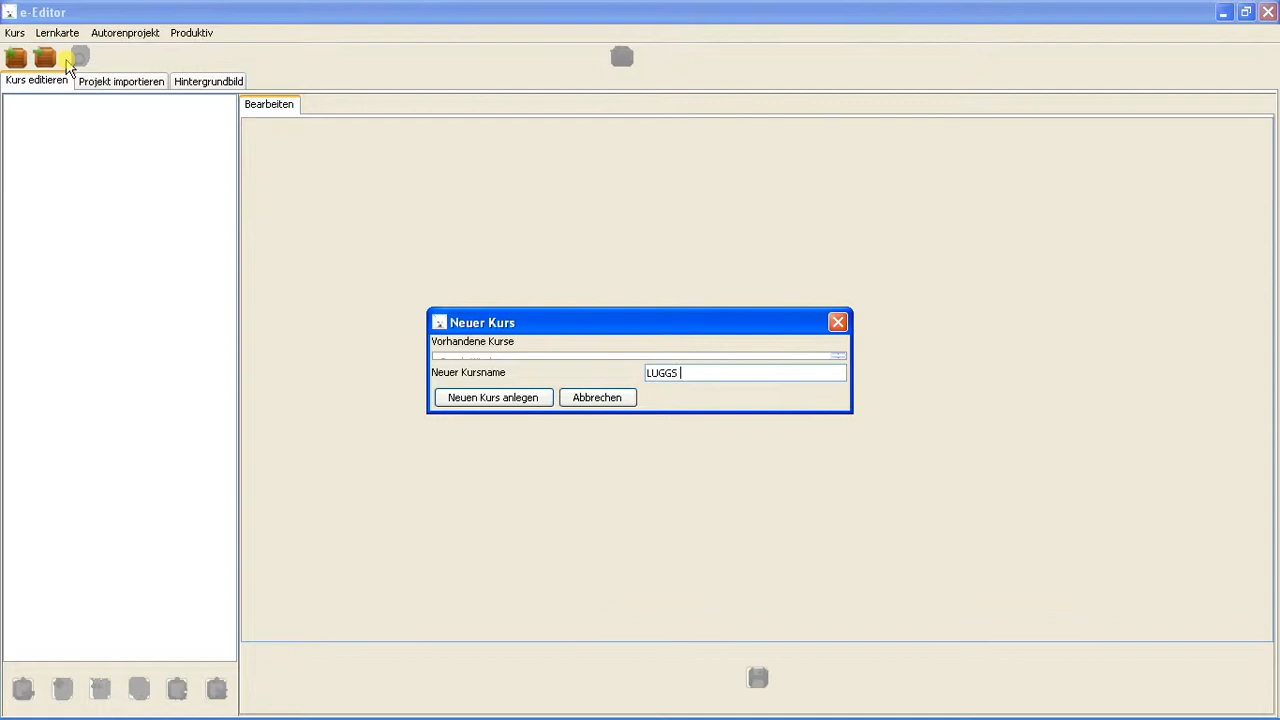 e-Editor
Kurs Lernkarte Autorenprojekt Produktiv
Kurs editieren Projekt importieren Hintergrundbild
Bearbeiten
Neuer Kurs
Vorhandene Kurse
Neuer Kursname LUGGS
Neuen Kurs anlegen Abbrechen